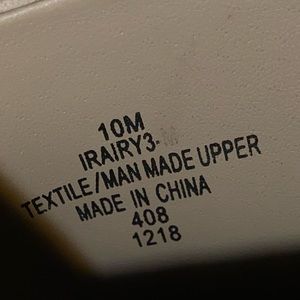 10M
IRAIRY3-M
TEXTILE/MAN MADE UPPER
MADE IN CHINA
408
1218